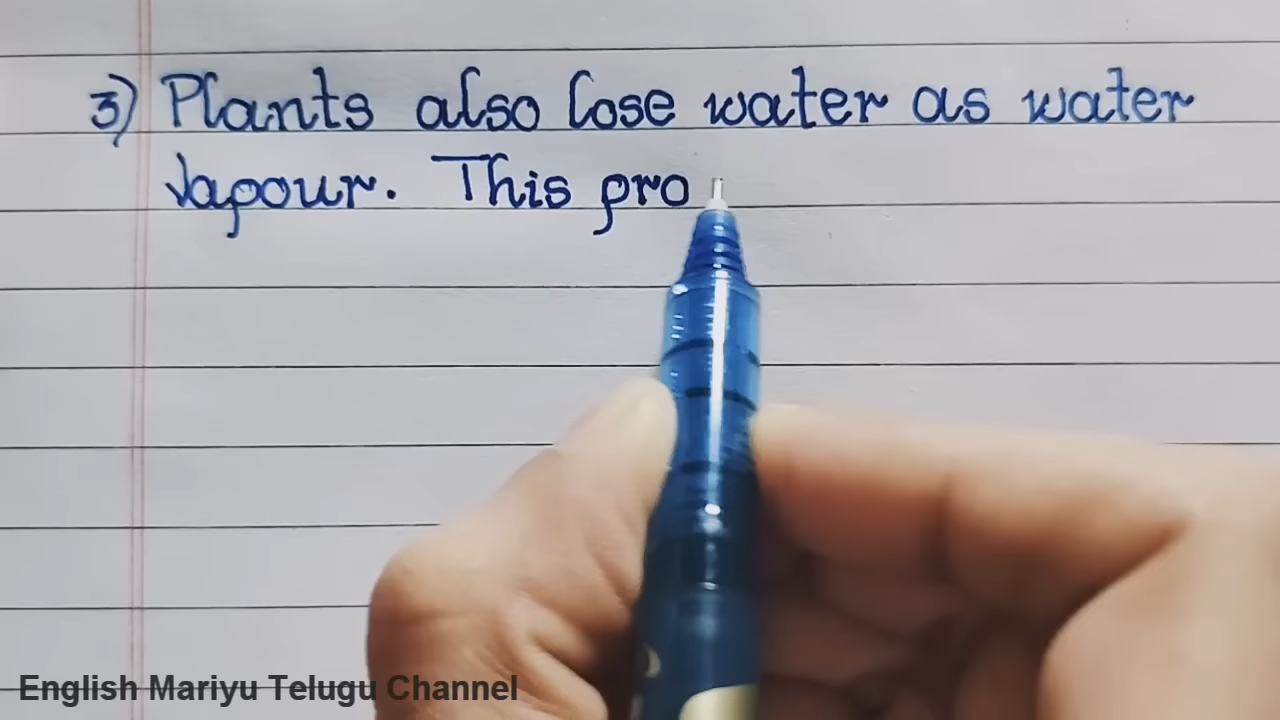 3) Plants also lose water as water
vapour. This pro
English Mariyu Telugu Channel